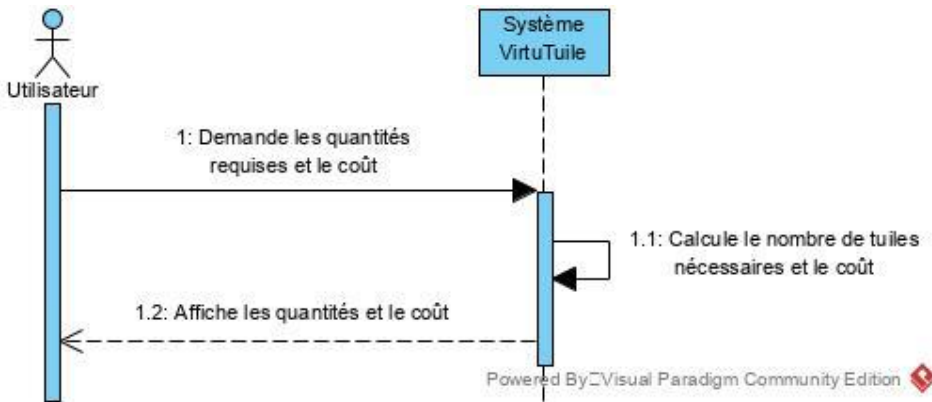 Système
VirtuTuile
Utilisateur
1: Demande les quantités
requises et le coût
1.1: Calcule le nombre de tuiles
nécessaires et le coût
1.2: Affiche les quantités et le coût
Powered By Visual Paradigm Community Edition